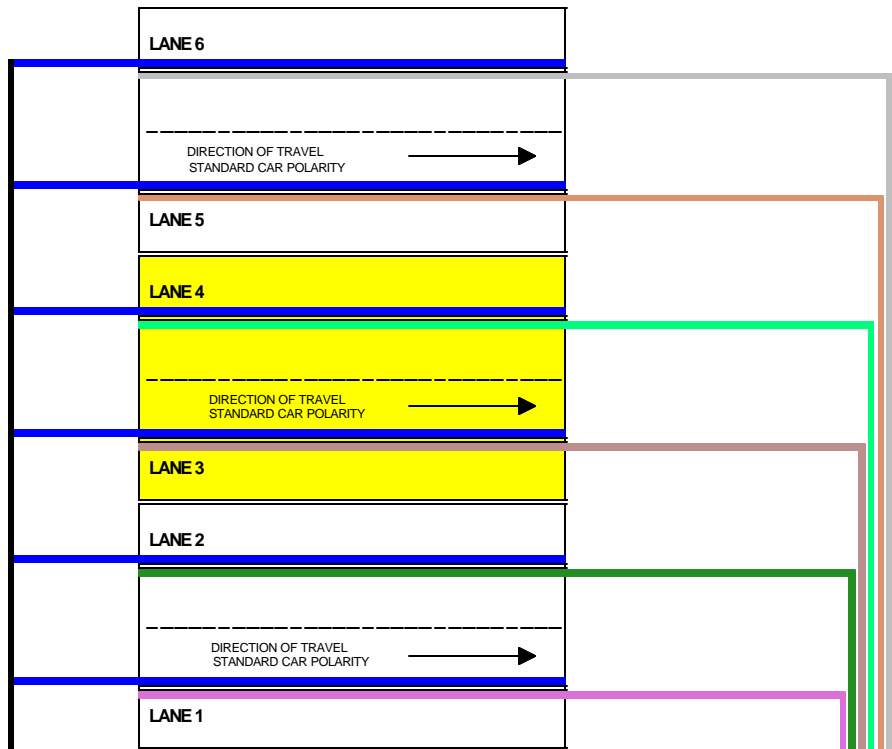 LANE 6
DIRECTION OF TRAVEL
STANDARD CAR POLARITY
LANE 5
LANE 4
DIRECTION OF TRAVEL
STANDARD CAR POLARITY
LANE 3
LANE 2
DIRECTION OF TRAVEL
STANDARD CAR POLARITY
LANE 1